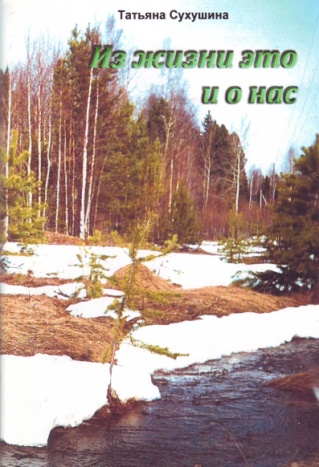 Татьяна Сухушина
Из жизни это
и о нас